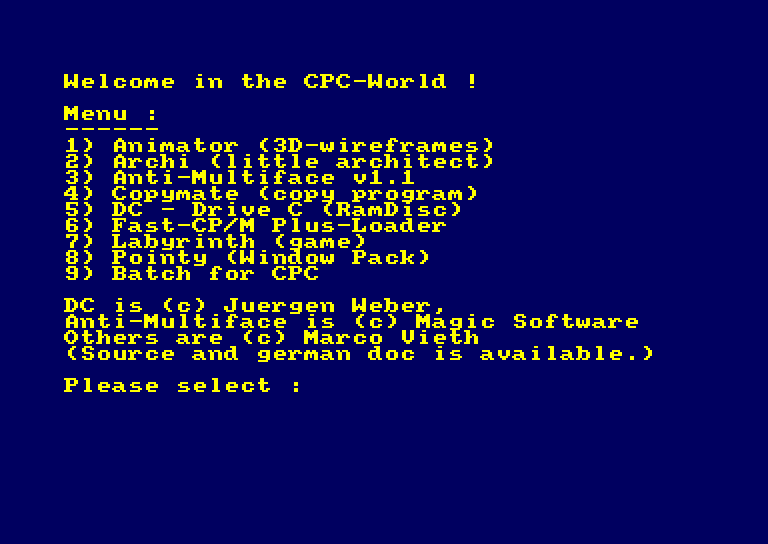 Welcome in the CPC-World !
Menu :
------
1) Animator (3D-wireframes)
2) Archi (little architect)
3) Anti-Multiface v1.1
4) Copymate (copy program)
5) DC - Drive C (RamDisc)
6) Fast-CP/M Plus-Loader
7) Labyrinth (game)
8) Pointy (Window Pack)
9) Batch for CPC
DC is (c) Juergen Weber,
Anti-Multiface is (c) Magic Software
Others are (c) Marco Vieth
(Source and german doc is available.)
Please select :